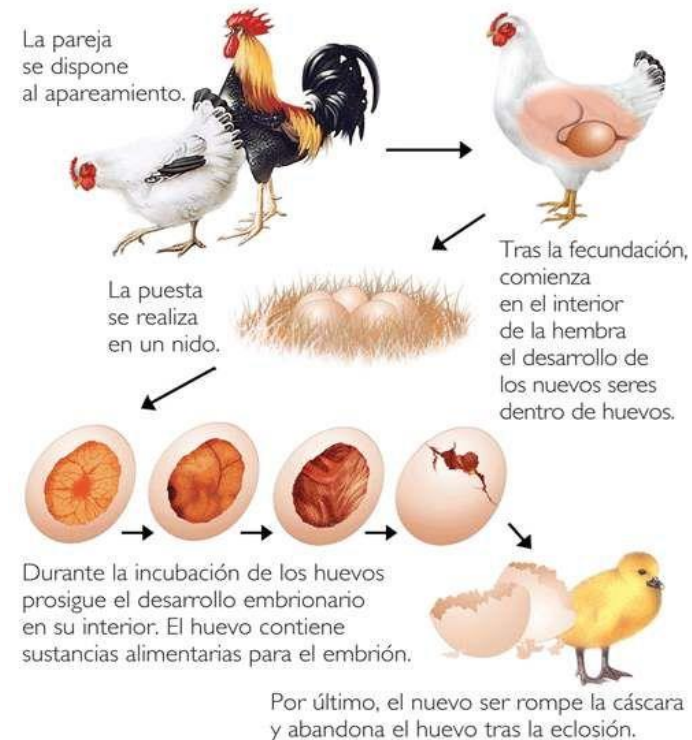 La pareja
se dispone
al apareamiento.
Tras la fecundación,
comienza
en el interior
de la hembra
el desarrollo de
los nuevos seres
dentro de huevos.
La puesta
se realiza
en un nido.
Durante la incubación de los huevos
prosigue el desarrollo embrionario
en su interior. El huevo contiene
sustancias alimentarias para el embrión.
Por último, el nuevo ser rompe la cáscara
y abandona el huevo tras la eclosión.